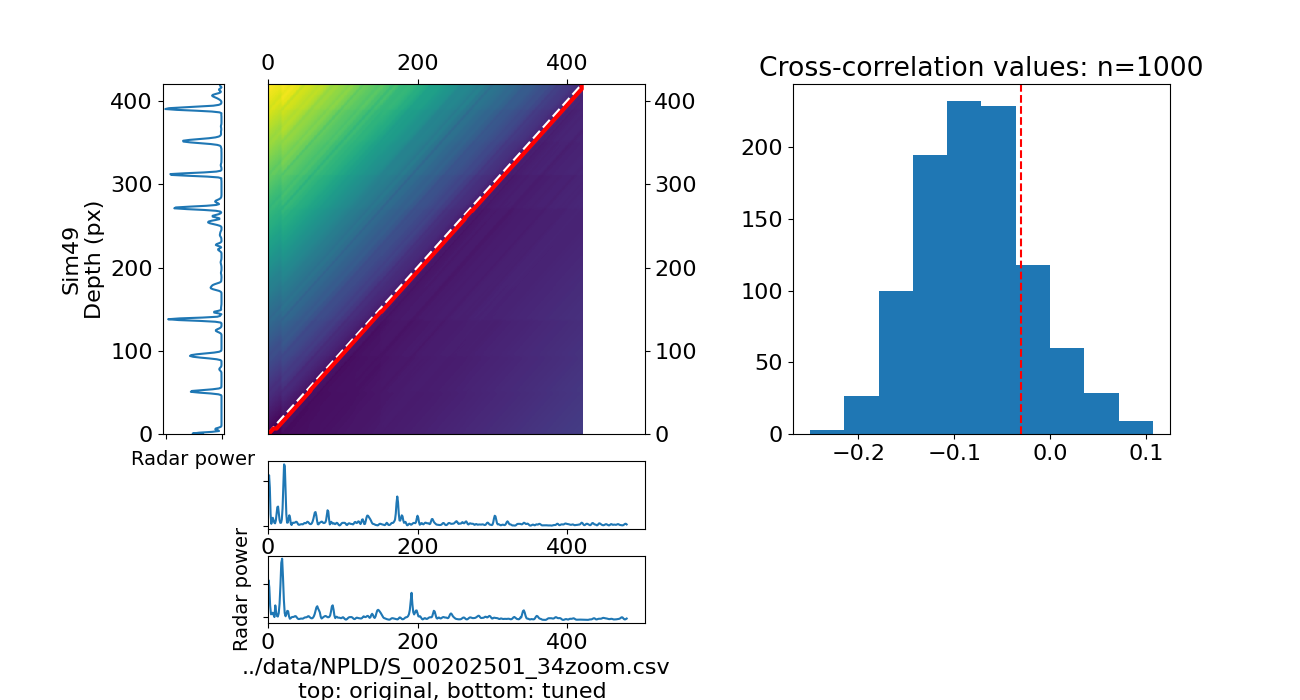 Cross-correlation values: n=1000
0 200 400
400
300
200
100
0
Sim49
Depth (px)
400
300
200
100
0
200
150
100
50
0
−0.2 −0.1 0.0 0.1
Radar power
0 200 400
Radar power
0 200 400
../data/NPLD/S_00202501_34zoom.csv
top: original, bottom: tuned